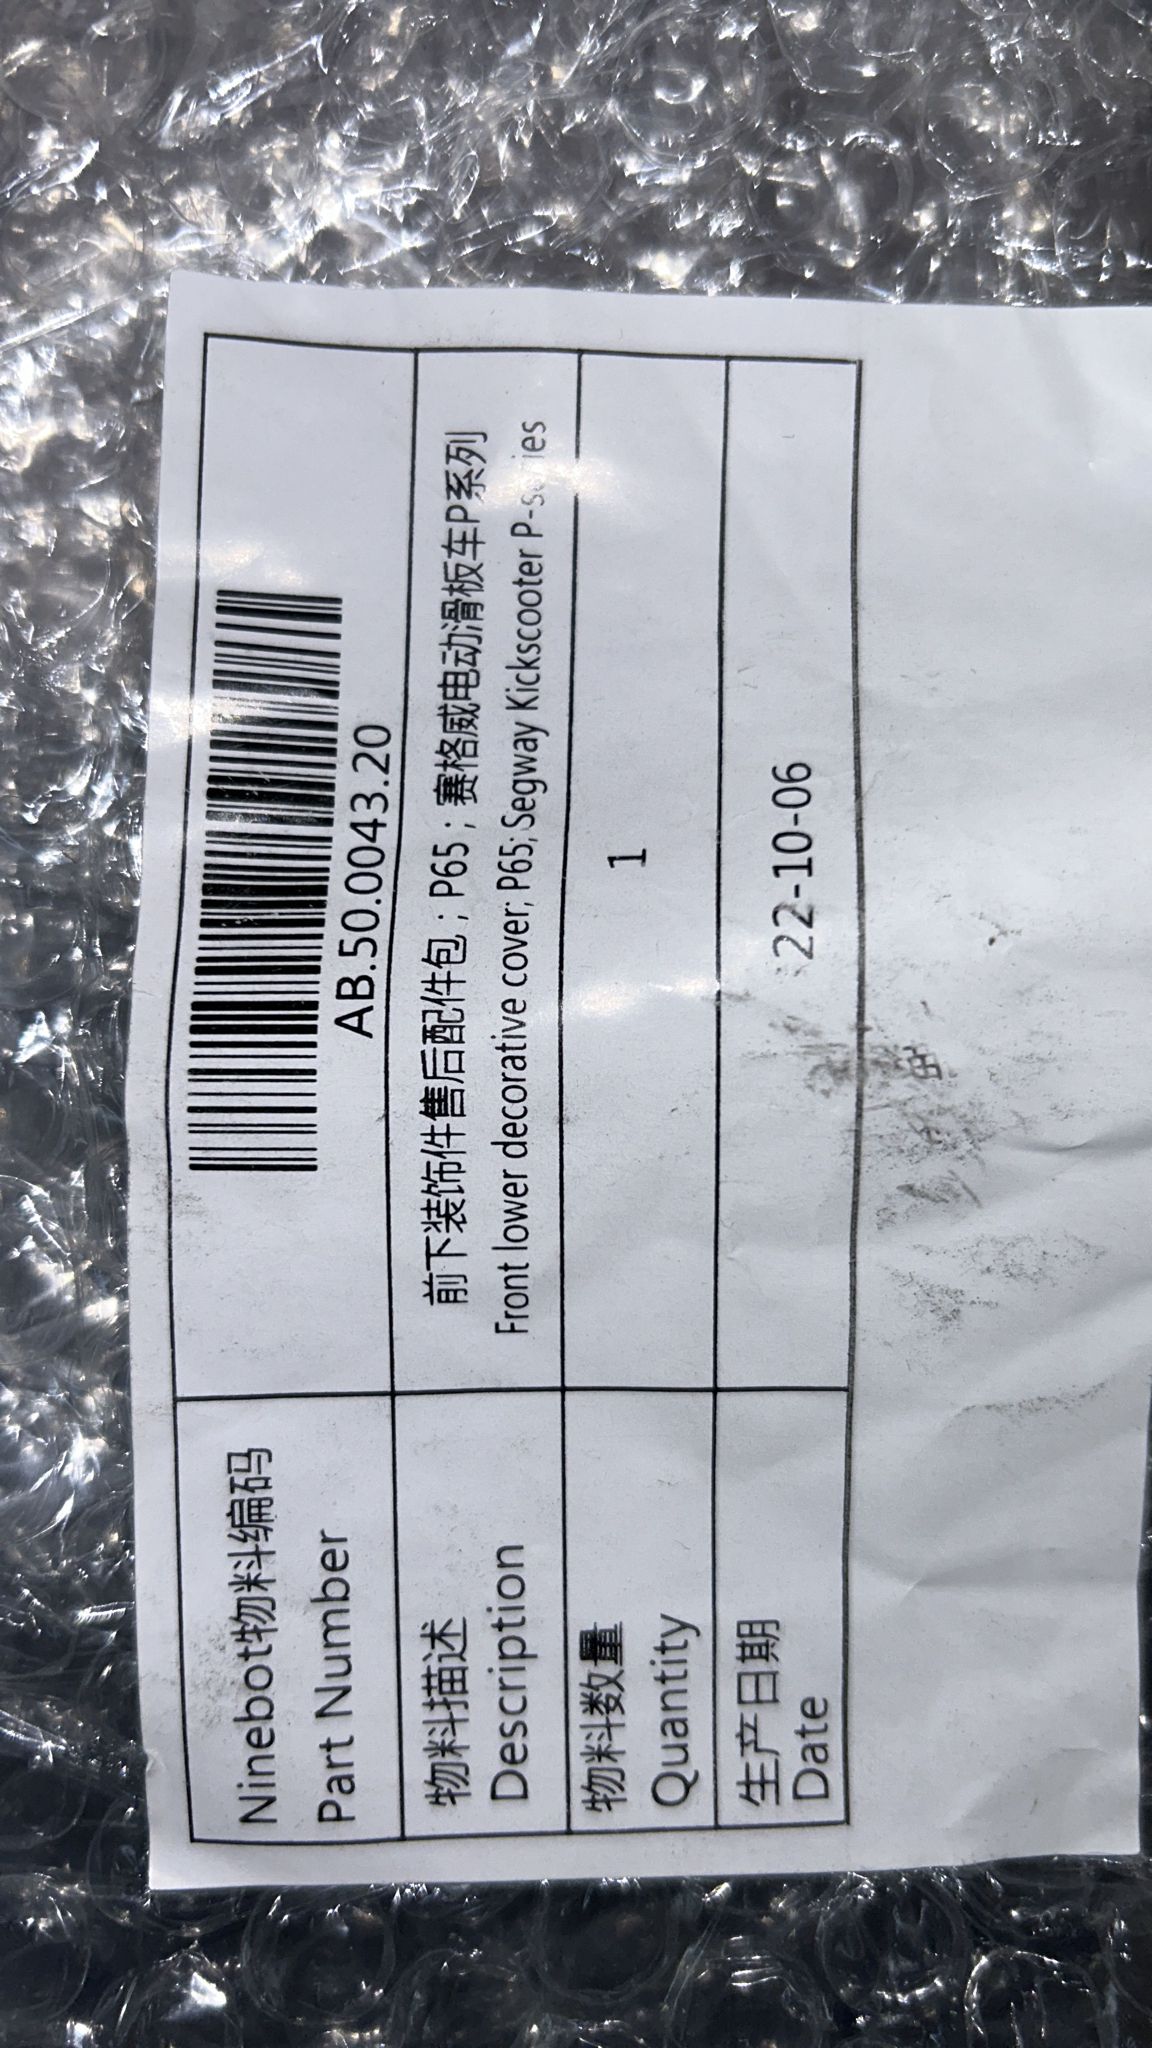 Ninebot物料编码
Part Number
AB.50.0043.20
物料描述
Description
前下装饰件售后配件包；P65；赛格威电动滑板车P系列
Front lower decorative cover; P65; Segway Kickscooter P-series
物料数量
Quantity
1
生产日期
Date
22-10-06